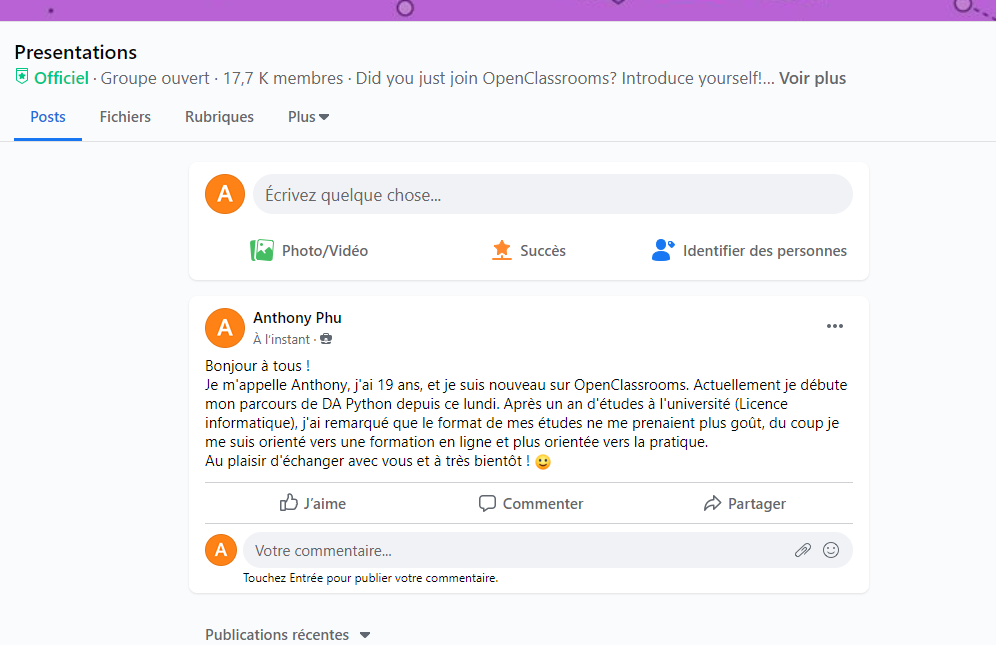 Presentations
Officiel · Groupe ouvert · 17,7 K membres · Did you just join OpenClassrooms? Introduce yourself!... Voir plus
Posts Fichiers Rubriques Plus
A Écrivez quelque chose...
Photo/Vidéo Succès Identifier des personnes
A Anthony Phu
À l'instant ·
Bonjour à tous !
Je m'appelle Anthony, j'ai 19 ans, et je suis nouveau sur OpenClassrooms. Actuellement je débute
mon parcours de DA Python depuis ce lundi. Après un an d'études à l'université (Licence
informatique), j'ai remarqué que le format de mes études ne me prenaient plus goût, du coup je
me suis orienté vers une formation en ligne et plus orientée vers la pratique.
Au plaisir d'échanger avec vous et à très bientôt ! 🙂
J'aime Commenter Partager
A Votre commentaire...
Touchez Entrée pour publier votre commentaire.
Publications récentes